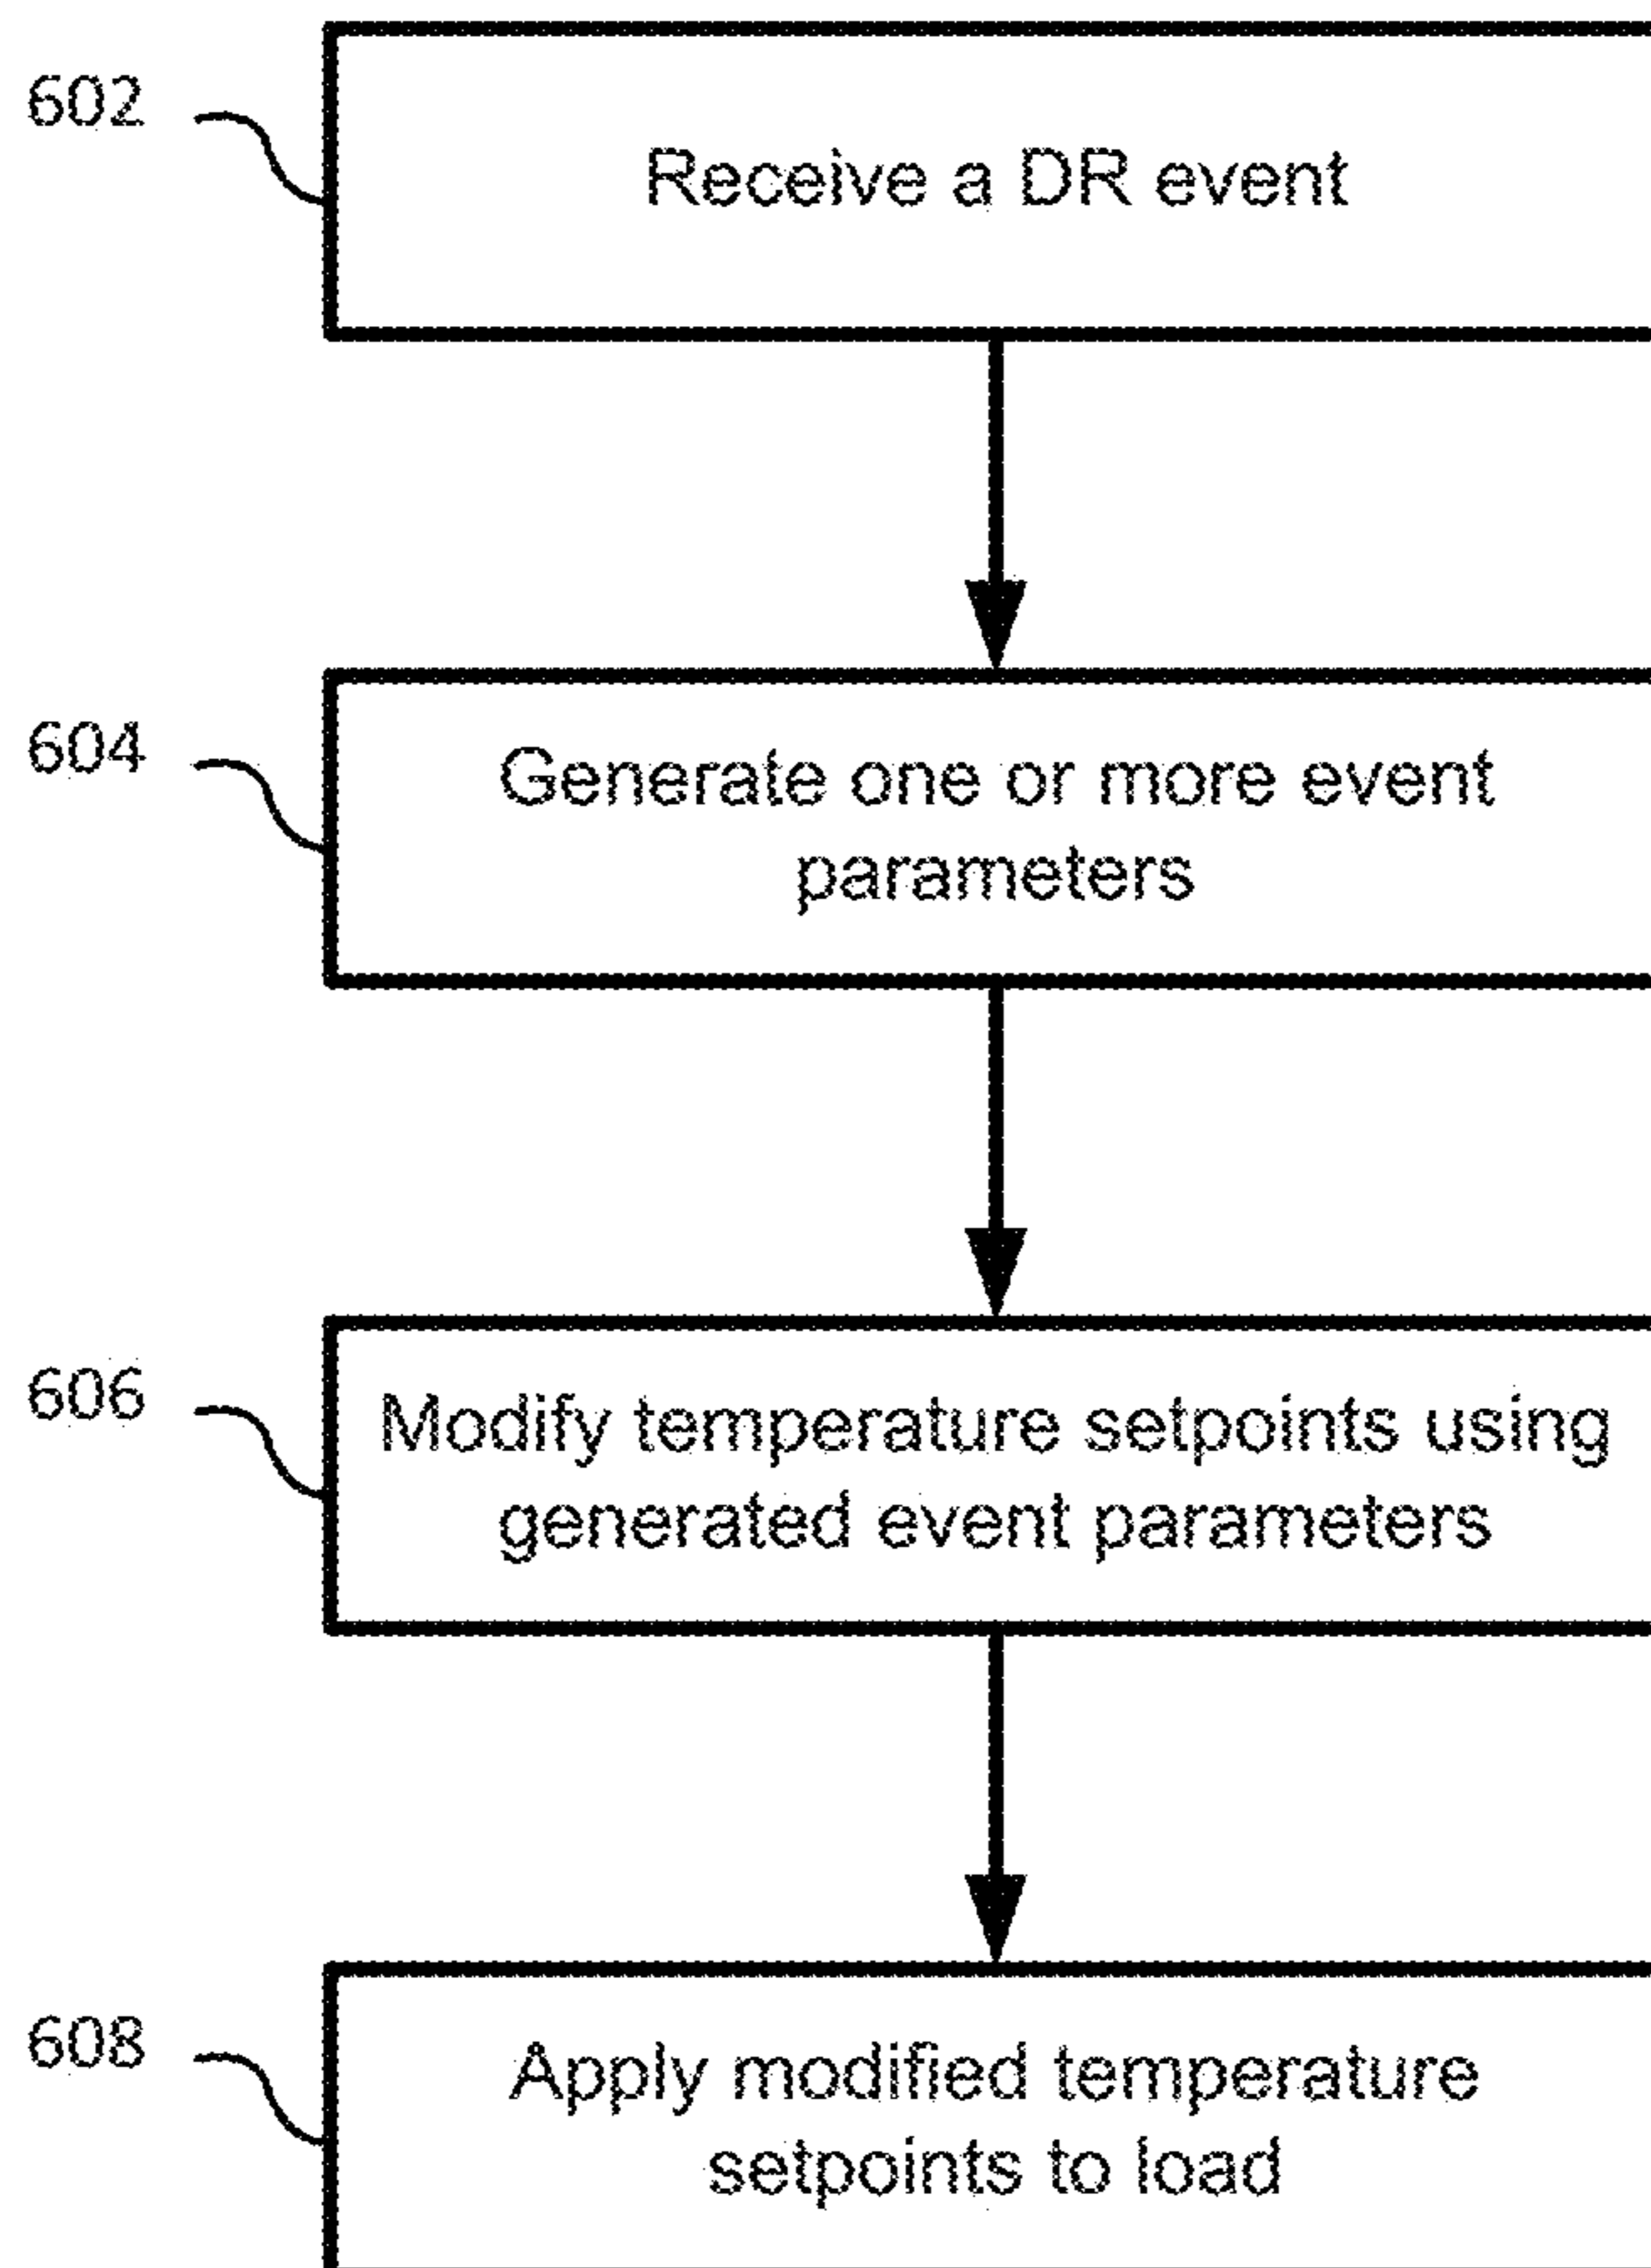 602
Receive a DR event
604
Generate one or more event
parameters
606
Modify temperature setpoints using
generated event parameters
608
Apply modified temperature
setpoints to load